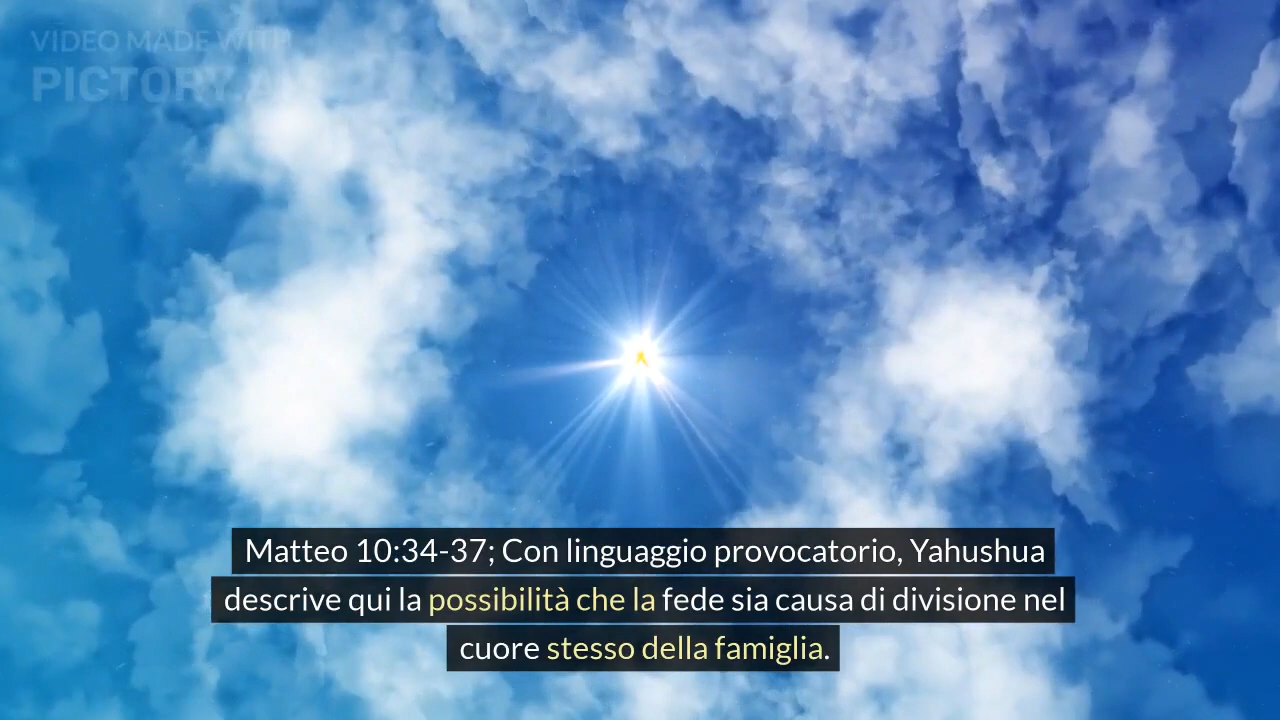 VIDEO MADE WITH
PICTORY
Matteo 10:34-37; Con linguaggio provocatorio, Yahushua
descrive qui la possibilità che la fede sia causa di divisione nel
cuore stesso della famiglia.